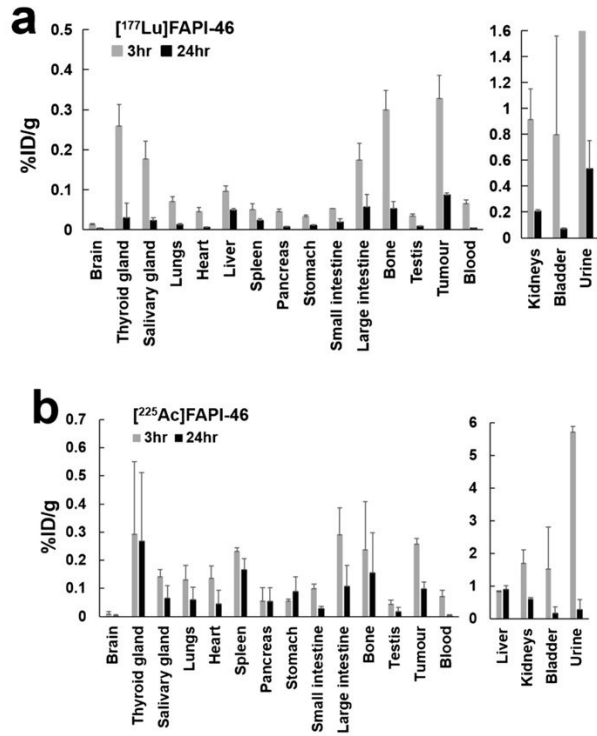 a
[177Lu]FAPI-46
3hr 24hr
%ID/g
0.5
0.4
0.3
0.2
0.1
0
Brain
Thyroid gland
Salivary gland
Lungs
Heart
Liver
Spleen
Pancreas
Stomach
Small intestine
Large intestine
Bone
Testis
Tumour
Blood
1.6
1.4
1.2
1
0.8
0.6
0.4
0.2
0
Kidneys
Bladder
Urine
b
[225Ac]FAPI-46
3hr 24hr
%ID/g
0.7
0.6
0.5
0.4
0.3
0.2
0.1
0
Brain
Thyroid gland
Salivary gland
Lungs
Heart
Spleen
Pancreas
Stomach
Small intestine
Large intestine
Bone
Testis
Tumour
Blood
6
5
4
3
2
1
0
Liver
Kidneys
Bladder
Urine